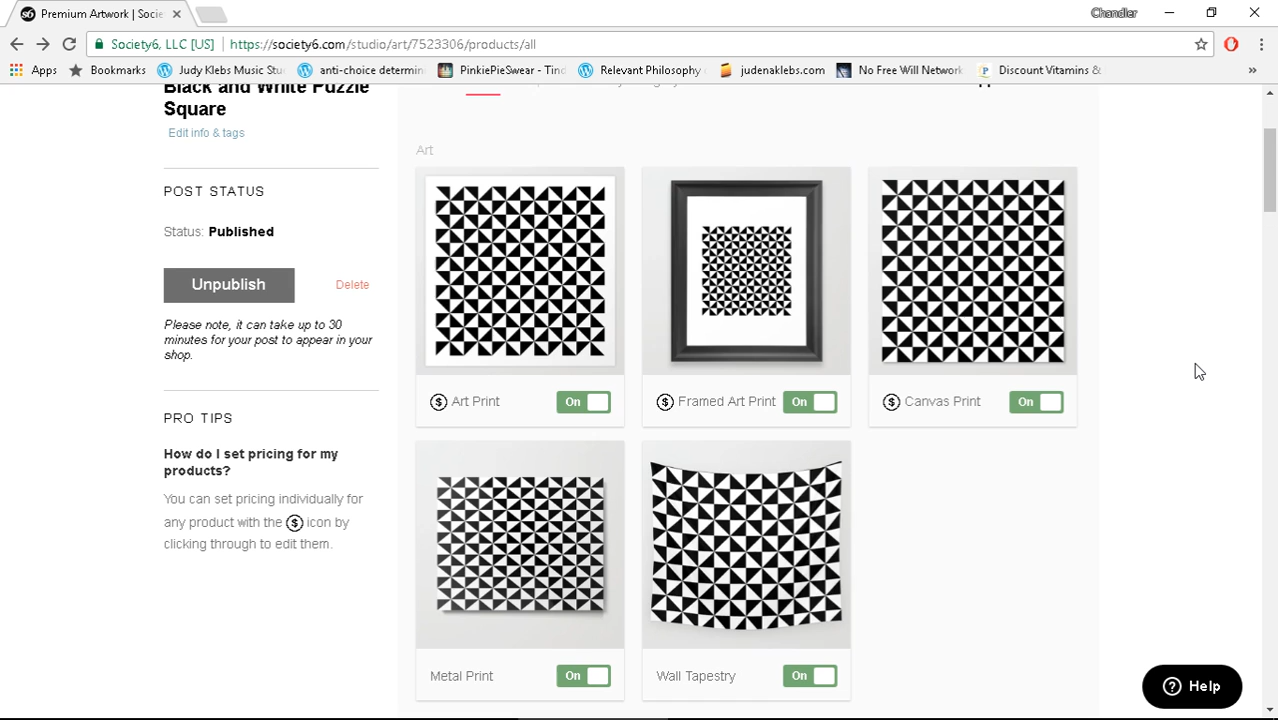 Premium Artwork | Socie
Chandler
Society6, LLC [US]
https://society6.com/studio/art/7523306/products/all
Apps
Bookmarks
Judy Klebs Music Stu
anti-choice determin
PinkiePieSwear - Tind
Relevant Philosophy
judenaklebs.com
No Free Will Network
Discount Vitamins &
»
Black and White Puzzle
Square
Edit info & tags
POST STATUS
Status: Published
Unpublish
Delete
Please note, it can take up to 30
minutes for your post to appear in your
shop.
PRO TIPS
How do I set pricing for my
products?
You can set pricing individually for
any product with the $ icon by
clicking through to edit them.
Art
$ Art Print On
$ Framed Art Print On
$ Canvas Print On
Metal Print On
Wall Tapestry On
? Help